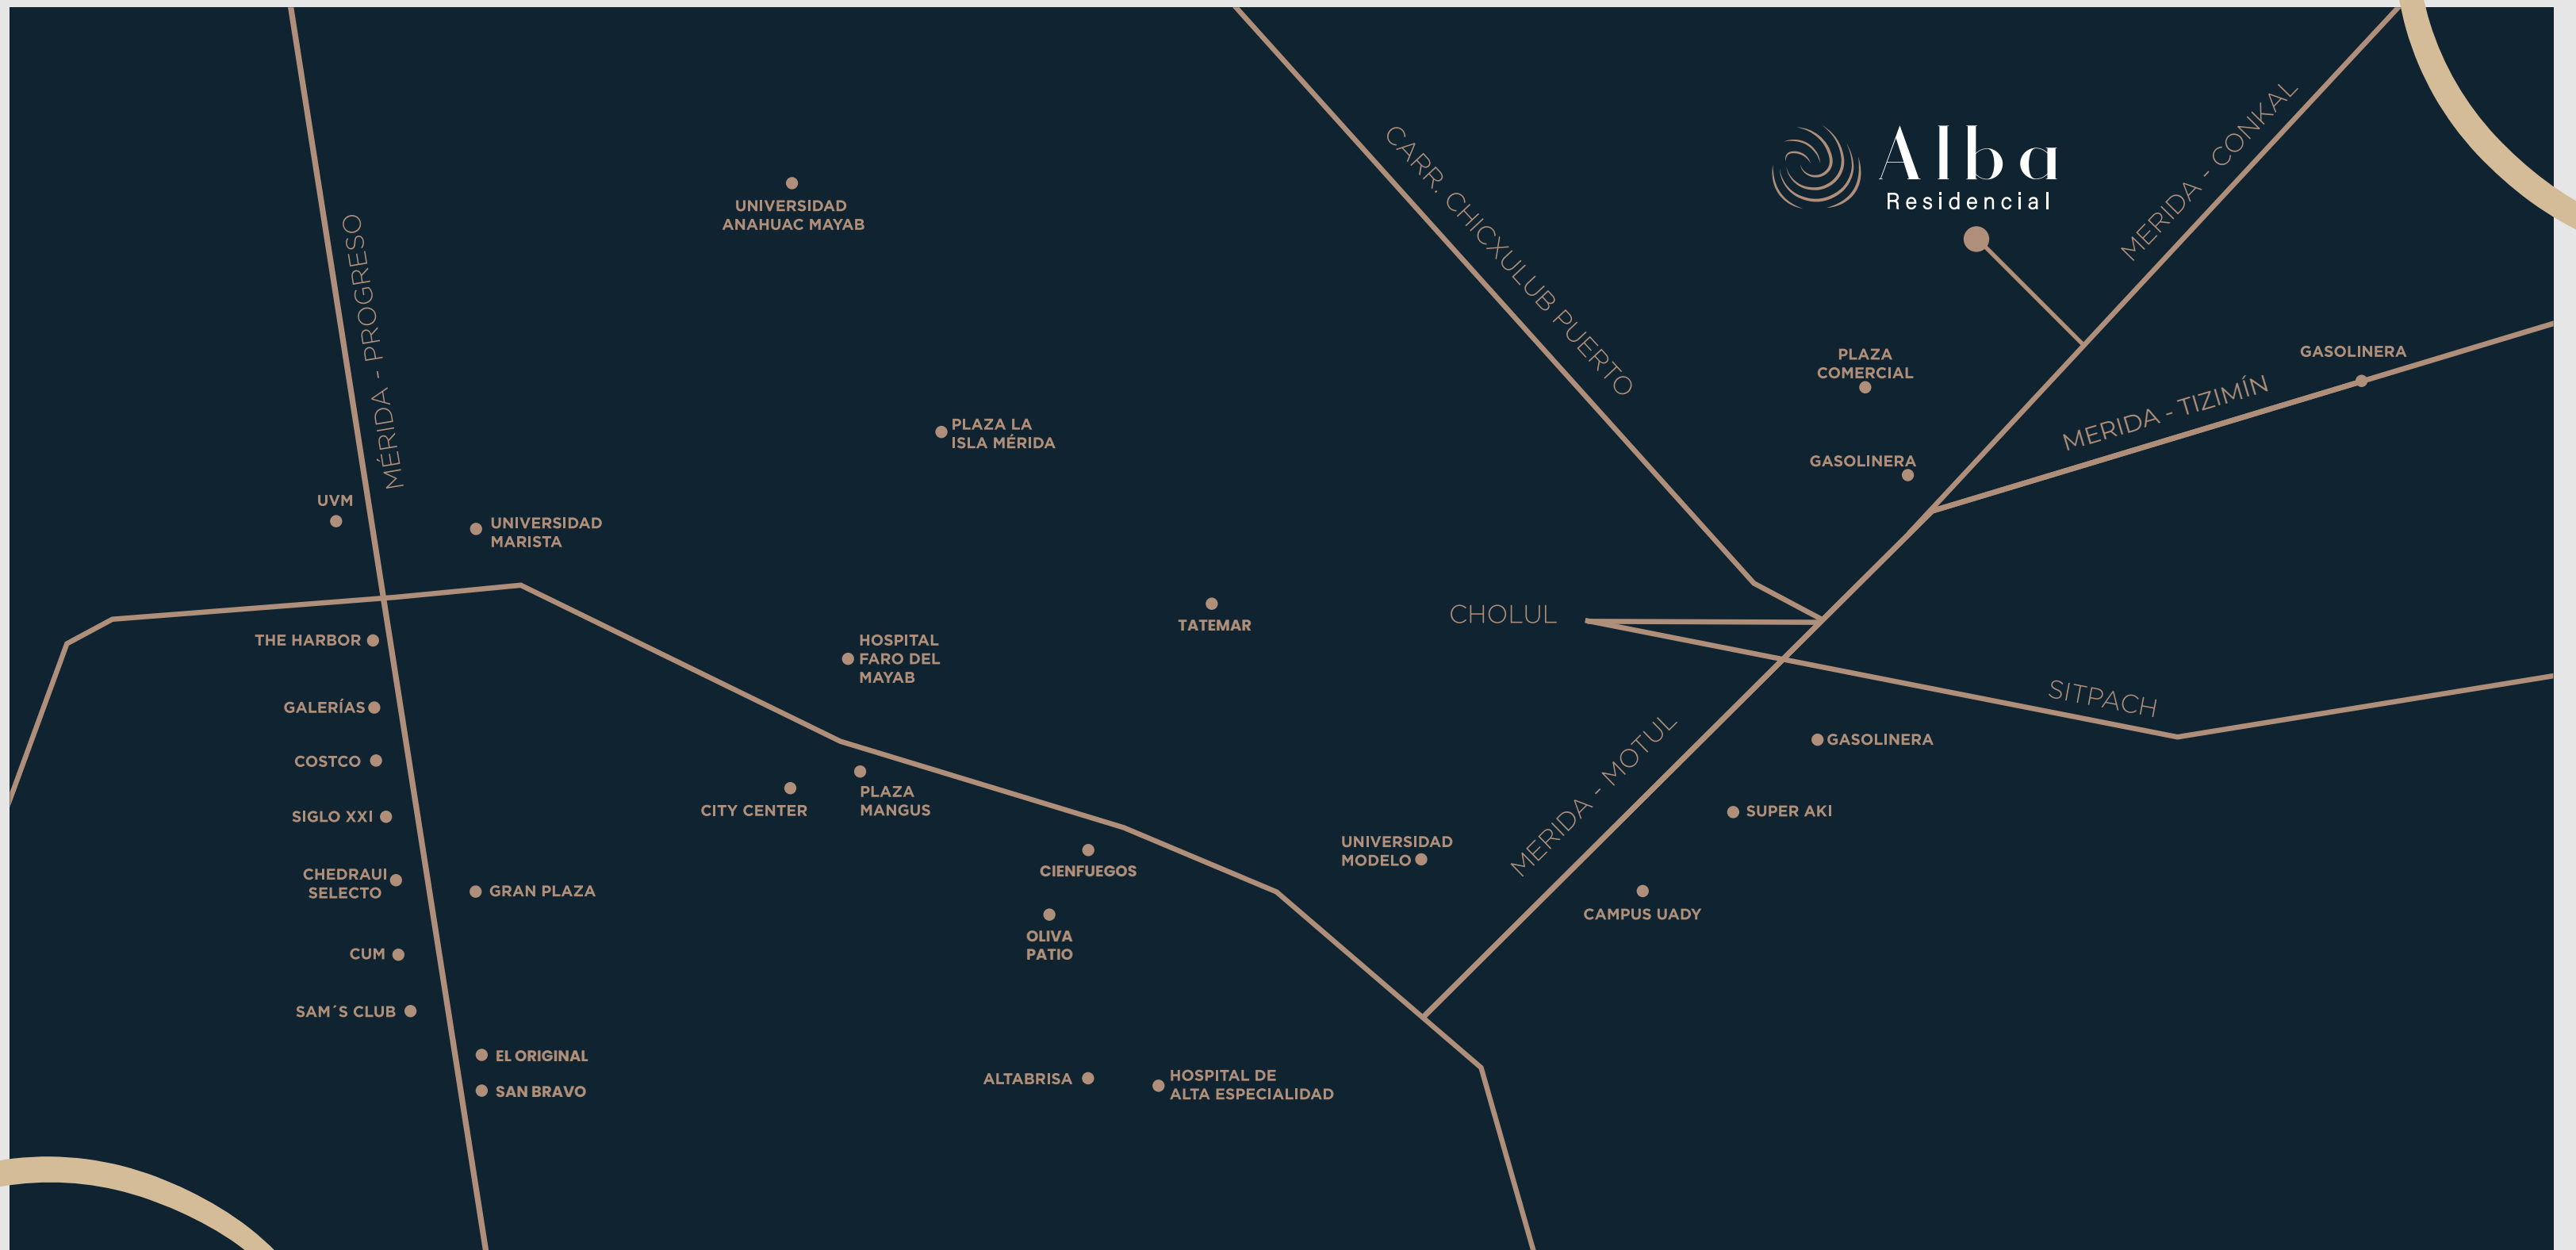 Alba
Residencial
MÉRIDA - PROGRESO
UNIVERSIDAD
ANAHUAC MAYAB
CARR. CHICXULUB PUERTO
MERIDA - CONKAL
PLAZA
COMERCIAL
GASOLINERA
MERIDA - TIZIMÍN
GASOLINERA
PLAZA LA
ISLA MÉRIDA
UVM
UNIVERSIDAD
MARISTA
TATEMAR
CHOLUL
THE HARBOR
HOSPITAL
FARO DEL
MAYAB
SITPACH
GALERÍAS
GASOLINERA
COSTCO
MERIDA - MOTUL
CITY CENTER
PLAZA
MANGUS
SUPER AKI
SIGLO XXI
UNIVERSIDAD
MODELO
CIENFUEGOS
CHEDRAUI
SELECTO
GRAN PLAZA
CAMPUS UADY
OLIVA
PATIO
CUM
SAM´S CLUB
EL ORIGINAL
SAN BRAVO
ALTABRISA
HOSPITAL DE
ALTA ESPECIALIDAD